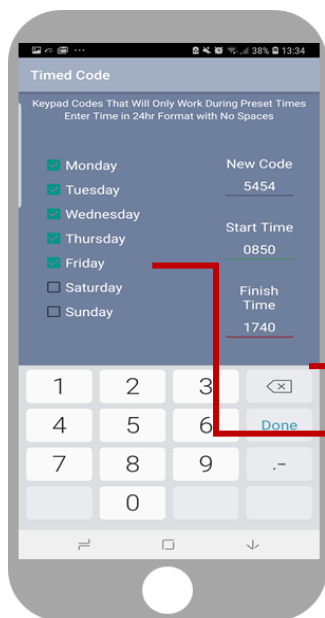 38% 13:34
Timed Code
Keypad Codes That Will Only Work During Preset Times
Enter Time in 24hr Format with No Spaces
Monday
Tuesday
Wednesday
Thursday
Friday
Saturday
Sunday
New Code
5454
Start Time
0850
Finish
Time
1740
1 2 3
4 5 6 Done
7 8 9 .-
0